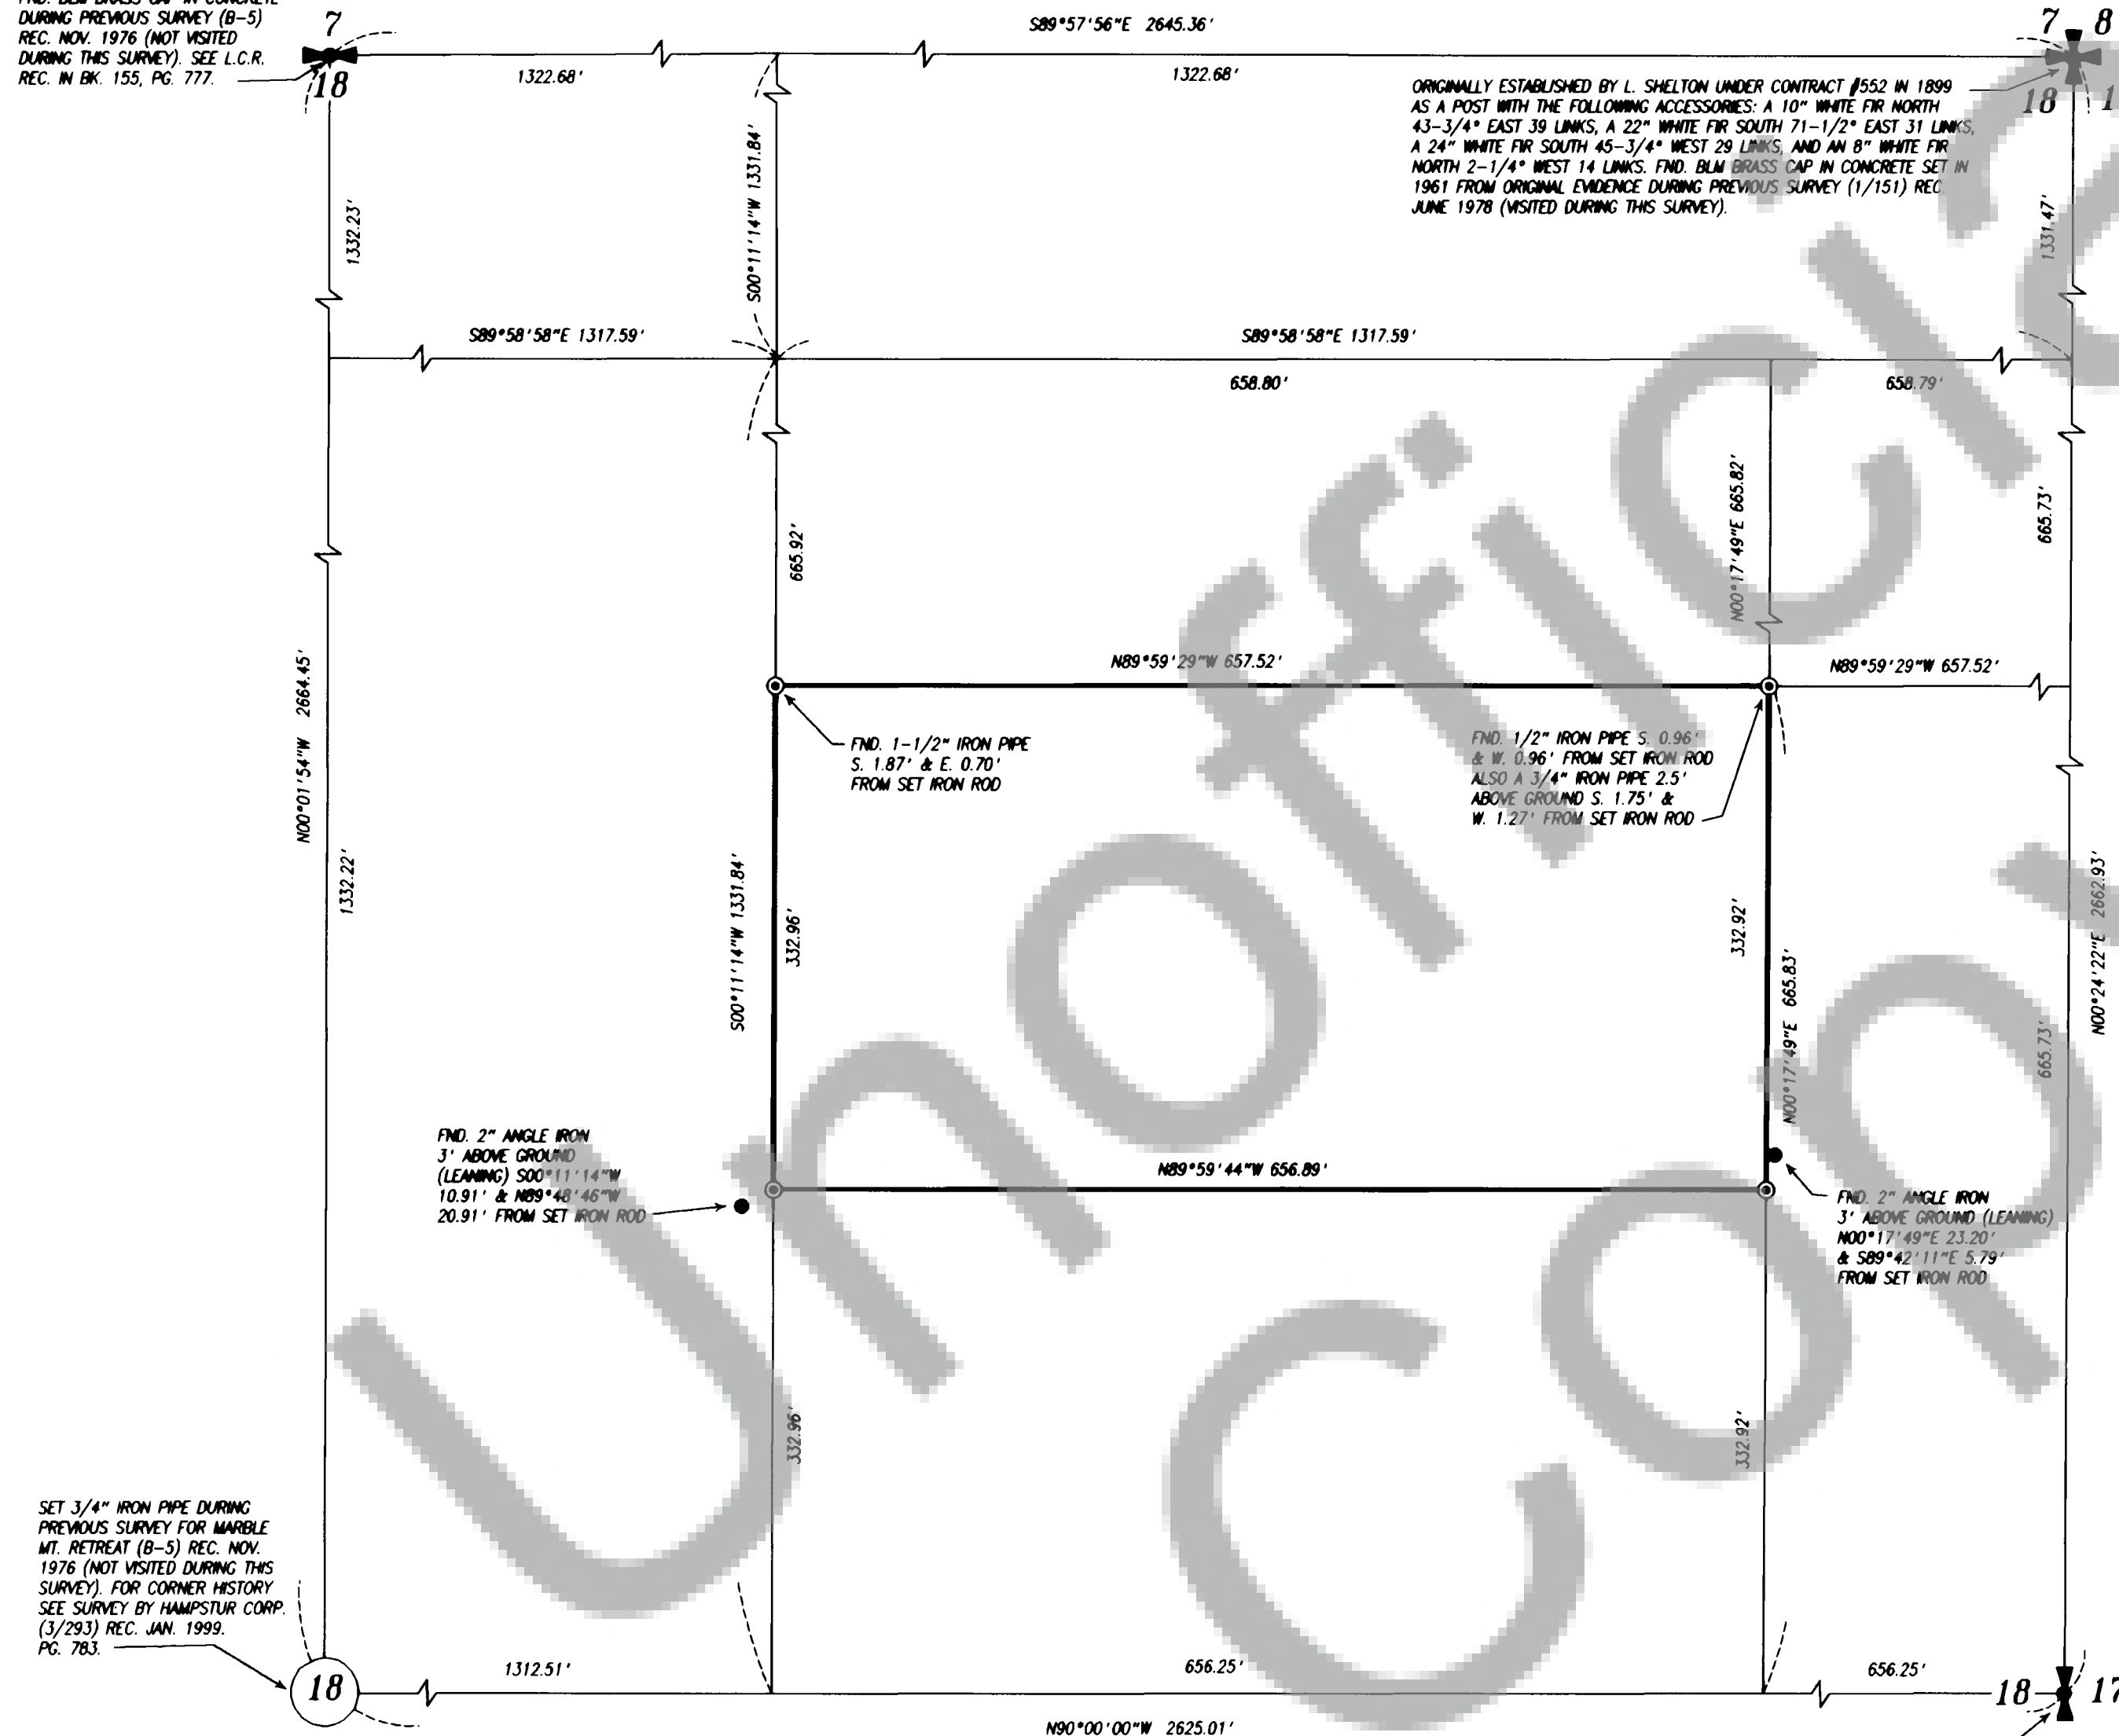 FND. BLM BRASS CAP IN CONCRETE
DURING PREVIOUS SURVEY (B-5)
REC. NOV. 1976 (NOT VISITED
DURING THIS SURVEY). SEE L.C.R.
REC. IN BK. 155, PG. 777.
7
18
S89°57'56"E 2645.36'
1322.68'
1322.68'
7 8
18 1
ORIGINALLY ESTABLISHED BY L. SHELTON UNDER CONTRACT #552 IN 1899
AS A POST WITH THE FOLLOWING ACCESSORIES: A 10" WHITE FIR NORTH
43-3/4° EAST 39 LINKS, A 22" WHITE FIR SOUTH 71-1/2° EAST 31 LINKS,
A 24" WHITE FIR SOUTH 45-3/4° WEST 29 LINKS, AND AN 8" WHITE FIR
NORTH 2-1/4° WEST 14 LINKS. FND. BLM BRASS CAP IN CONCRETE SET IN
1961 FROM ORIGINAL EVIDENCE DURING PREVIOUS SURVEY (1/151) REC
JUNE 1978 (VISITED DURING THIS SURVEY).
1332.23'
S00°11'14"W 1331.84'
1331.47'
S89°58'58"E 1317.59'
S89°58'58"E 1317.59'
658.80'
658.79'
665.92'
N00°17'49"E 665.82'
665.73'
N00°01'54"W 2664.45'
N89°59'29"W 657.52'
N89°59'29"W 657.52'
FND. 1-1/2" IRON PIPE
S. 1.87' & E. 0.70'
FROM SET IRON ROD
FND. 1/2" IRON PIPE S. 0.96'
& W. 0.96' FROM SET IRON ROD
ALSO A 3/4" IRON PIPE 2.5'
ABOVE GROUND S. 1.75' &
W. 1.27' FROM SET IRON ROD
1332.22'
S00°11'14"W 1331.84'
332.96'
332.92'
N00°17'49"E 665.83'
665.73'
N00°24'22"E 2662.93'
FND. 2" ANGLE IRON
3' ABOVE GROUND
(LEANING) S00°11'14"W
10.91' & N89°48'46"W
20.91' FROM SET IRON ROD
N89°59'44"W 656.89'
FND. 2" ANGLE IRON
3' ABOVE GROUND (LEANING)
N00°17'49"E 23.20'
& S89°42'11"E 5.79'
FROM SET IRON ROD
332.96'
332.92'
SET 3/4" IRON PIPE DURING
PREVIOUS SURVEY FOR MARBLE
MT. RETREAT (B-5) REC. NOV.
1976 (NOT VISITED DURING THIS
SURVEY). FOR CORNER HISTORY
SEE SURVEY BY HAMPSTUR CORP.
(3/293) REC. JAN. 1999.
PG. 783.
18
1312.51'
656.25'
656.25'
18 17
N90°00'00"W 2625.01'
Unofficial
Copy